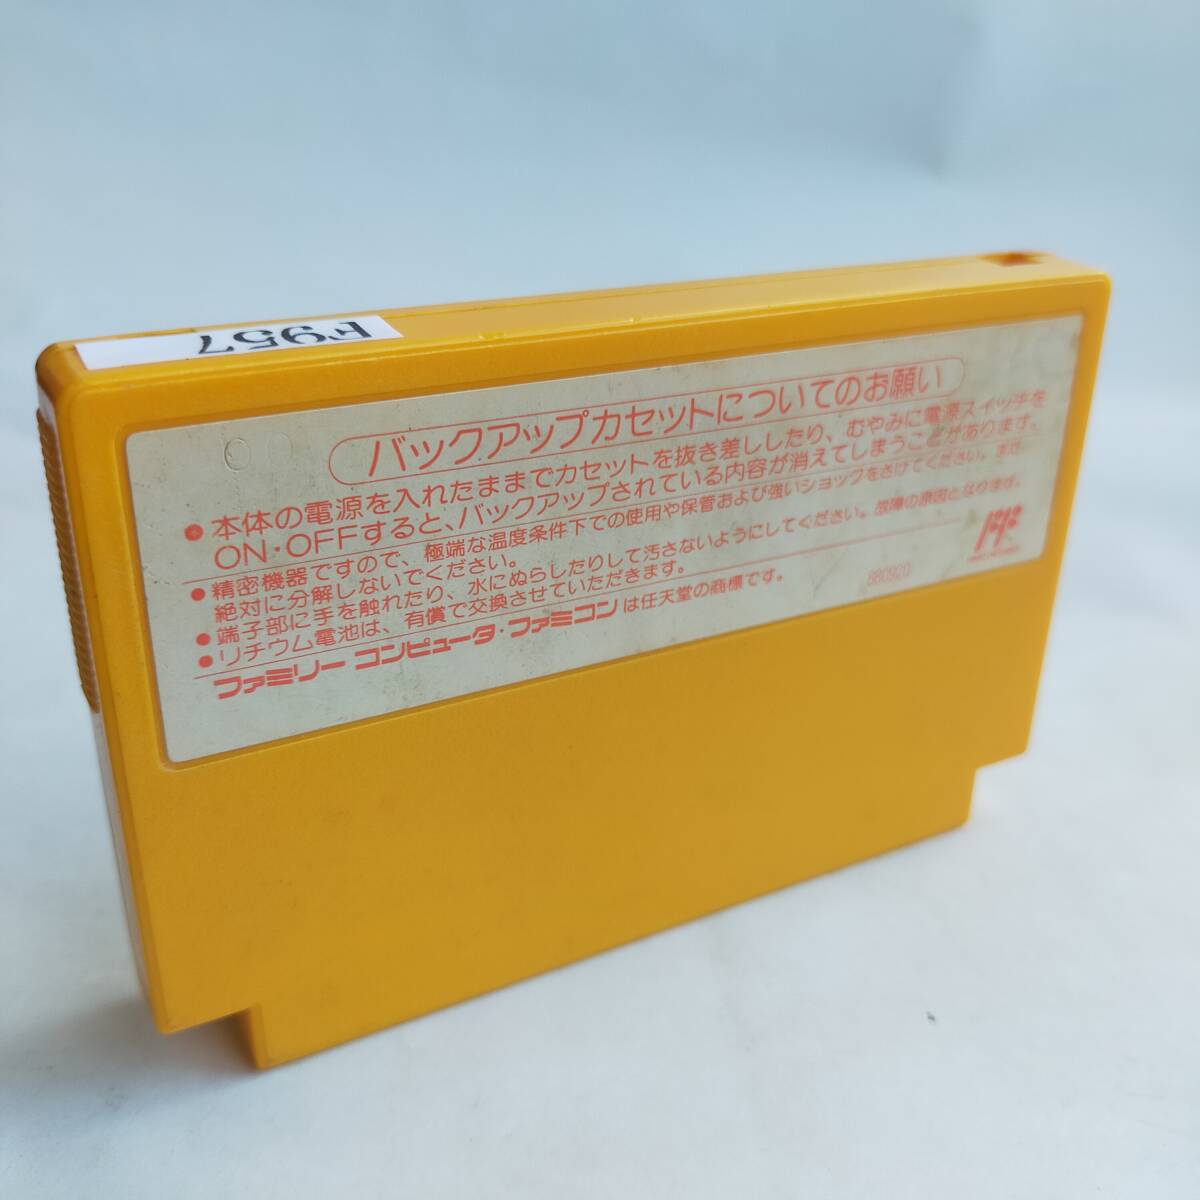 F957
バックアップカセットについてのお願い
●本体の電源を入れたままでカセットを抜き差ししたり、むやみに電源スイッチを
ON・OFFすると、バックアップされている内容が消えてしまうことがあります。
●精密機器ですので、極端な温度条件下での使用や保管および強いショックをさけてください。また、
絶対に分解しないでください。
●端子部に手を触れたり、水にぬらしたりして汚さないようにしてください。故障の原因となります。
●リチウム電池は、有償で交換させていただきます。
ファミリー コンピュータ・ファミコンは任天堂の商標です。